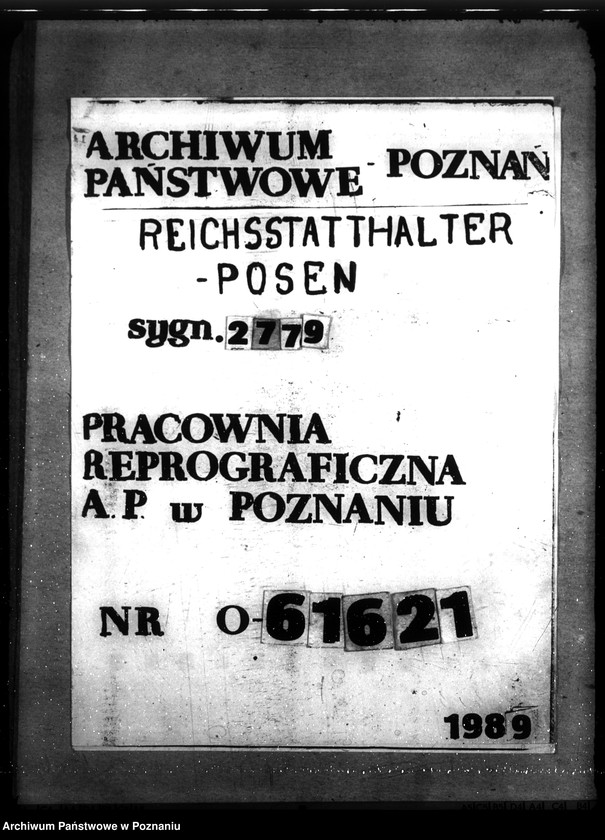 ARCHIWUM
PAŃSTWOWE - POZNAŃ
REICHSSTATTHALTER
-POSEN
sygn. 2779
PRACOWNIA
REPROGRAFICZNA
A.P. w POZNANIU
NR O-61621
1989
Archiwum Państwowe w Poznaniu